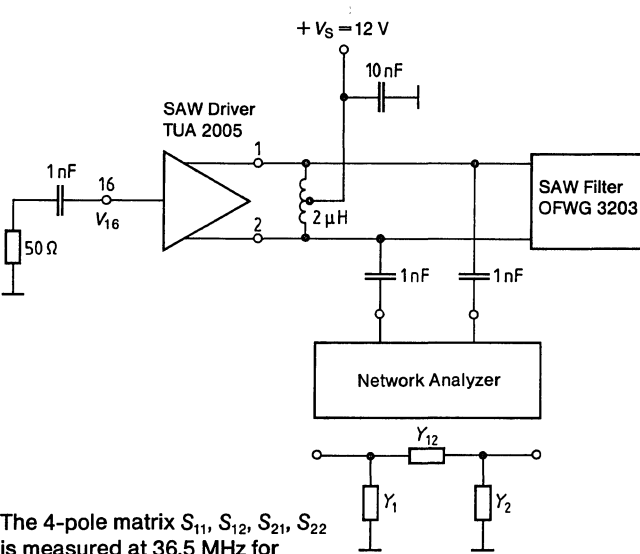 + V_S = 12 V
10 nF
SAW Driver
TUA 2005
1
1 nF
16
V_16
50 Ω
2 μH
2
SAW Filter
OFWG 3203
1 nF
1 nF
Network Analyzer
Y_12
Y_1
Y_2
The 4-pole matrix S_11, S_12, S_21, S_22
is measured at 36.5 MHz for